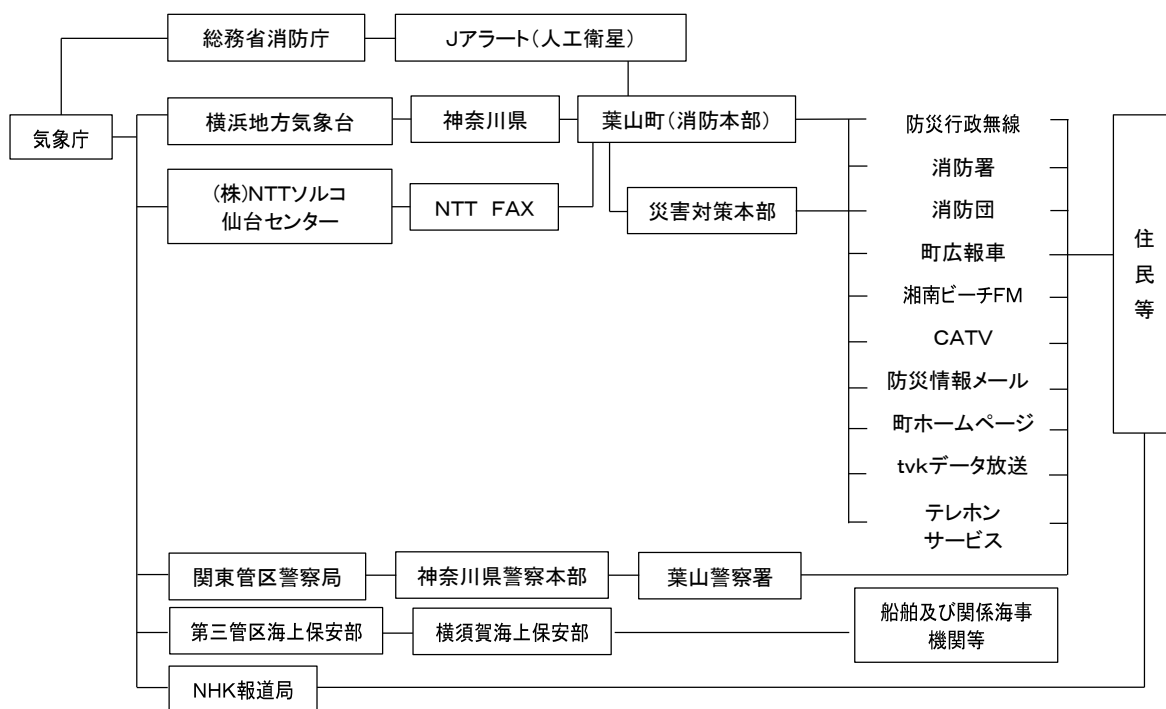 総務省消防庁
Jアラート(人工衛星)
気象庁
横浜地方気象台
神奈川県
葉山町(消防本部)
(株)NTTソルコ
仙台センター
NTT FAX
災害対策本部
防災行政無線
消防署
消防団
町広報車
湘南ビーチFM
CATV
防災情報メール
町ホームページ
tvkデータ放送
テレホン
サービス
住民等
関東管区警察局
神奈川県警察本部
葉山警察署
第三管区海上保安部
横須賀海上保安部
船舶及び関係海事
機関等
NHK報道局